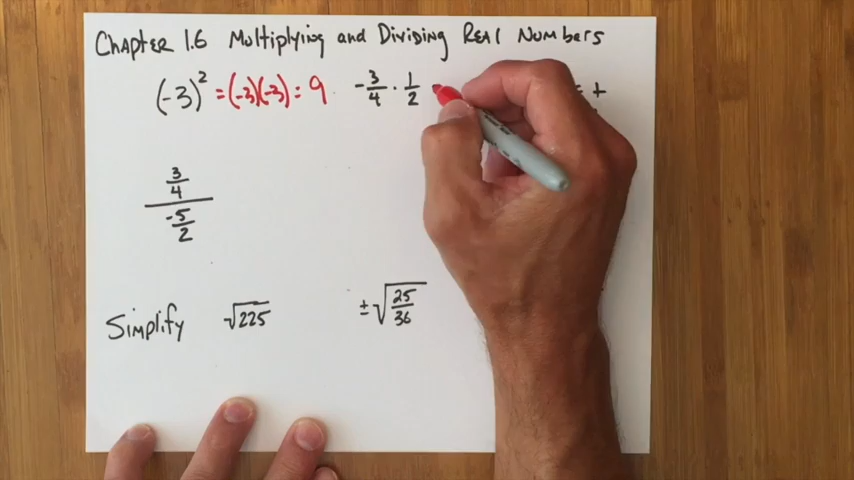 Chapter 1.6 Multiplying and Dividing Real Numbers
(-3)² = (-3)(-3) = 9 -3/4 · 1/2
(3/4)/(-5/2)
Simplify √225 ±√(25/36)